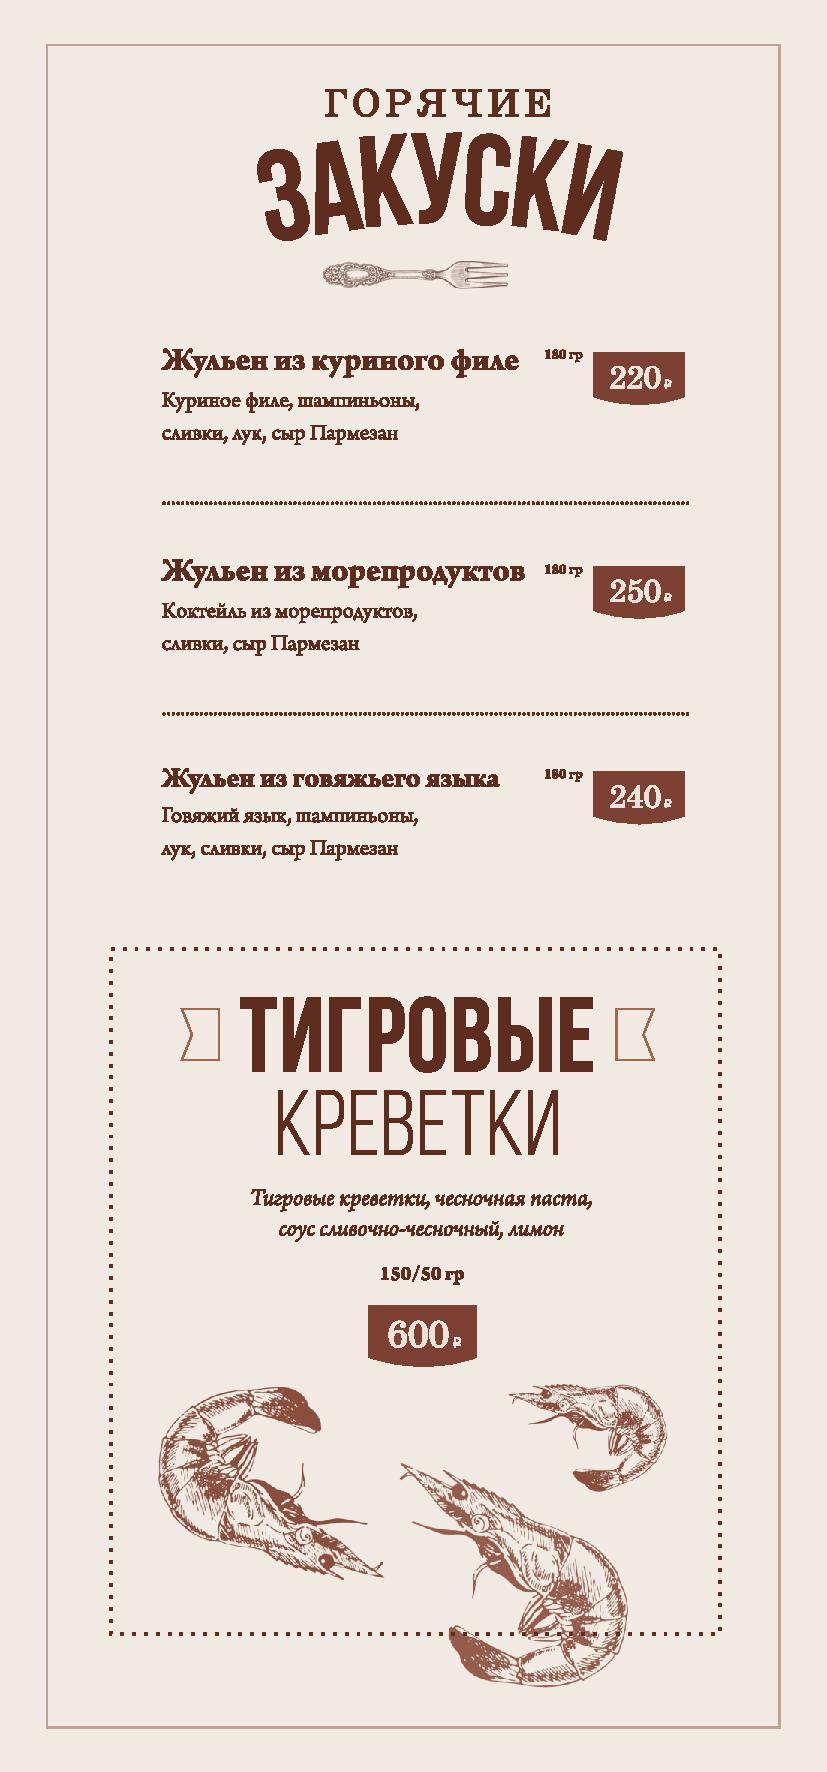 ГОРЯЧИЕ
ЗАКУСКИ
Жульен из куриного филе 180 гр 220₽
Куриное филе, шампиньоны,
сливки, лук, сыр Пармезан
Жульен из морепродуктов 180 гр 250₽
Коктейль из морепродуктов,
сливки, сыр Пармезан
Жульен из говяжьего языка 180 гр 240₽
Говяжий язык, шампиньоны,
лук, сливки, сыр Пармезан
ТИГРОВЫЕ
КРЕВЕТКИ
Тигровые креветки, чесночная паста,
соус сливочно-чесночный, лимон
150/50 гр
600₽